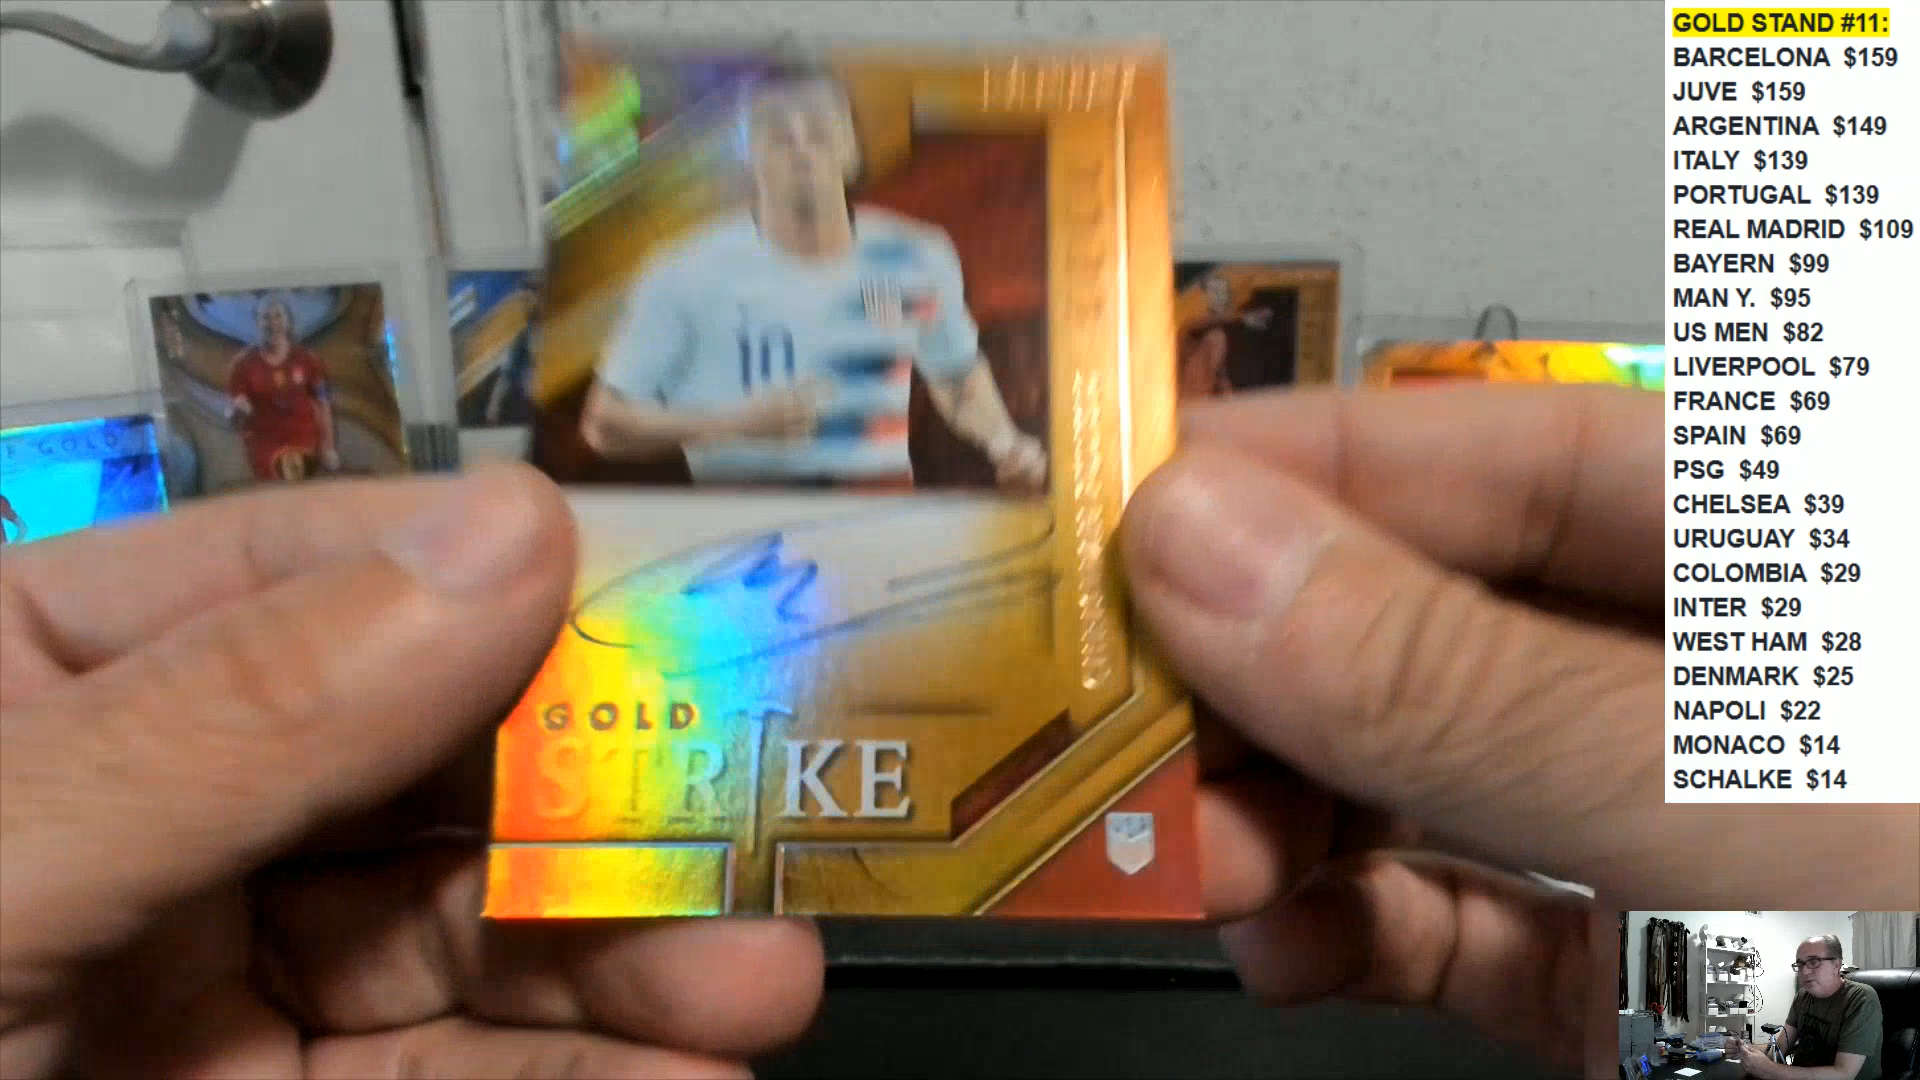 GOLD STAND #11:
BARCELONA $159
JUVE $159
ARGENTINA $149
ITALY $139
PORTUGAL $139
REAL MADRID $109
BAYERN $99
MAN Y. $95
US MEN $82
LIVERPOOL $79
FRANCE $69
SPAIN $69
PSG $49
CHELSEA $39
URUGUAY $34
COLOMBIA $29
INTER $29
WEST HAM $28
DENMARK $25
NAPOLI $22
MONACO $14
SCHALKE $14
10
GOLD
STRIKE
GOLD